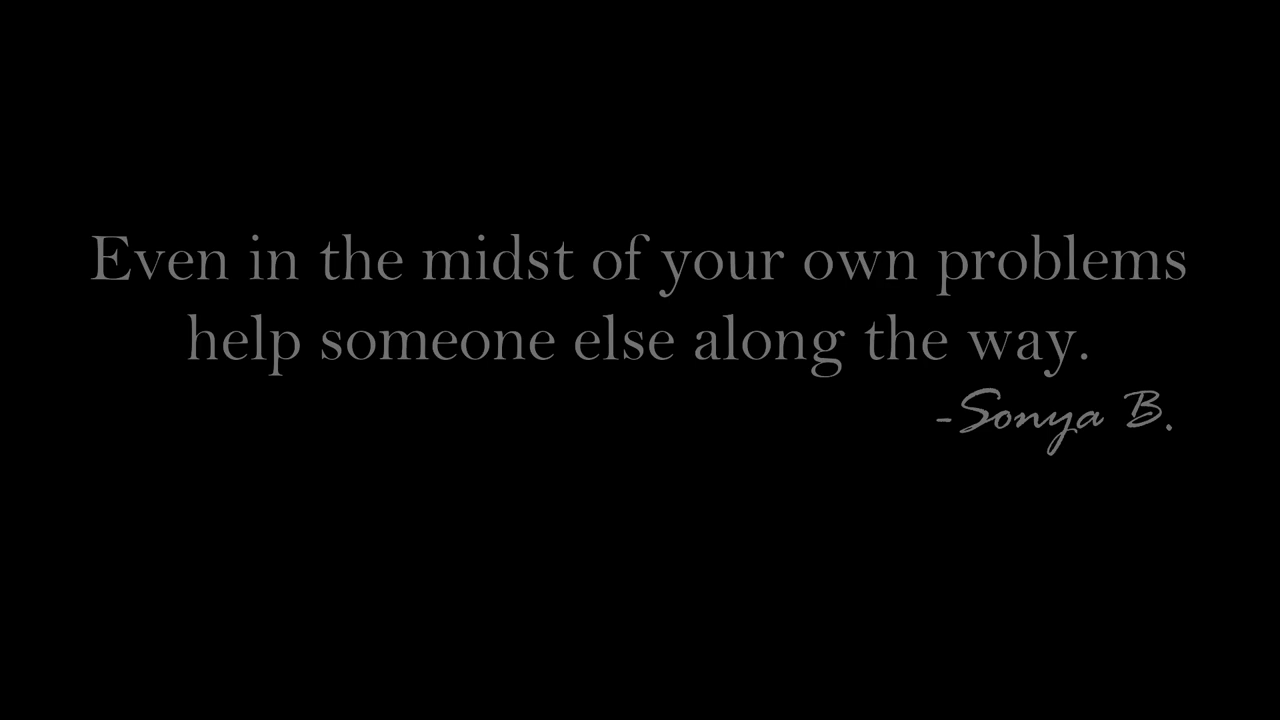 Even in the midst of your own problems
help someone else along the way.
-Sonya B.